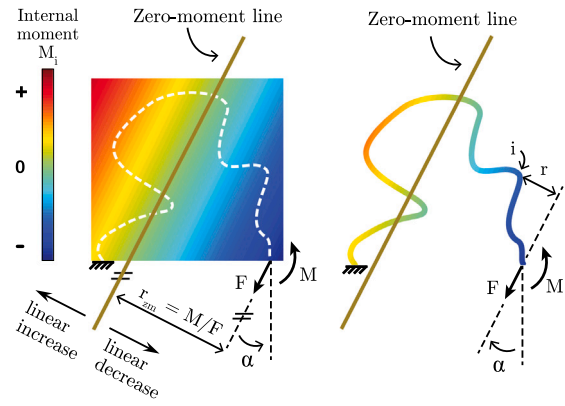 Internal
moment
M_i
+
0
-
Zero-moment line
F
M
r_zm = M/F
α
linear
increase
linear
decrease
Zero-moment line
i
r
F
M
α